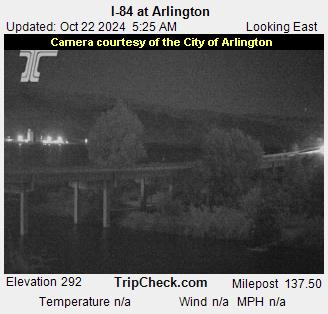 I-84 at Arlington
Updated: Oct 22 2024 5:25 AM Looking East
Camera courtesy of the City of Arlington
Elevation 292 TripCheck.com Milepost 137.50
Temperature n/a Wind n/a MPH n/a